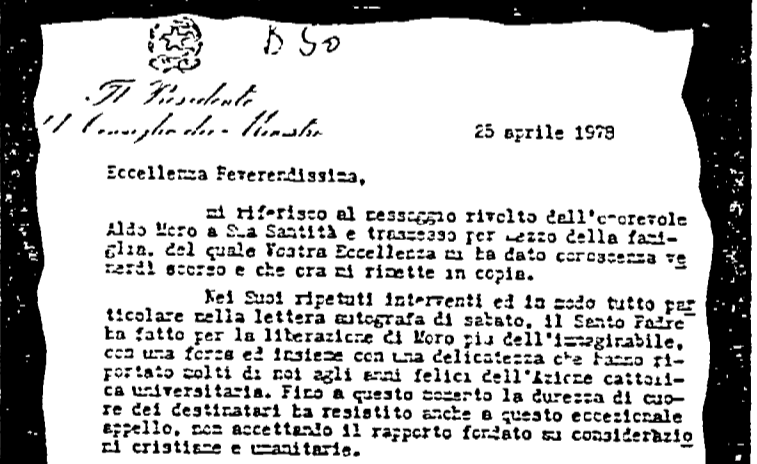 D 50
Il Presidente
del Consiglio dei Ministri
25 aprile 1978
Eccellenza Reverendissima,
mi riferisco al messaggio rivolto dall'onorevole
Aldo Moro a Sua Santità e trasmesso per mezzo della fami-
glia, del quale Vostra Eccellenza mi ha dato conoscenza ve
nerdì scorso e che ora mi rimette in copia.
Nei Suoi ripetuti interventi ed in modo tutto par
ticolare nella lettera autografa di sabato, il Santo Padre
ha fatto per la liberazione di Moro più dell'immaginabile,
con una forza ed insieme con una delicatezza che hanno ri-
portato molti di noi agli anni felici dell'Azione cattoli-
ca universitaria. Fino a questo momento la durezza di cuo-
re dei destinatari ha resistito anche a questo eccezionale
appello, non accettando il rapporto fondato su considerazio
ni cristiane e umanitarie.